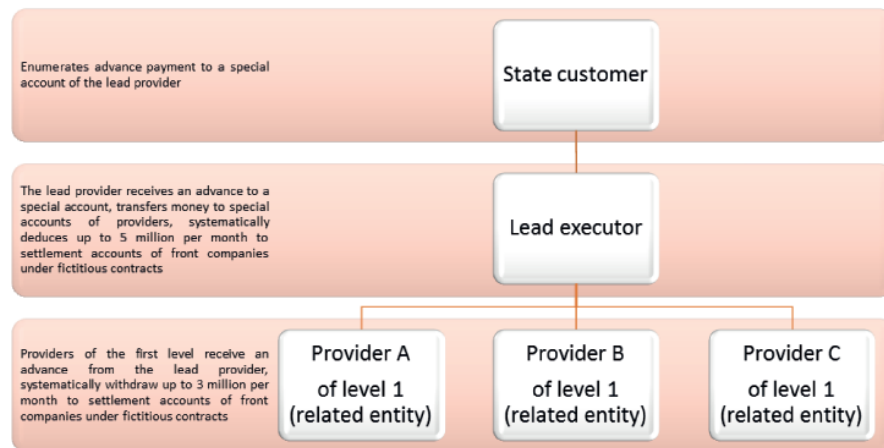 Enumerates advance payment to a special
account of the lead provider
State customer
The lead provider receives an advance to a
special account, transfers money to special
accounts of providers, systematically
deduces up to 5 million per month to
settlement accounts of front companies
under fictitious contracts
Lead executor
Providers of the first level receive an
advance from the lead provider,
systematically withdraw up to 3 million per
month to settlement accounts of front
companies under fictitious contracts
Provider A
of level 1
(related entity)
Provider B
of level 1
(related entity)
Provider C
of level 1
(related entity)